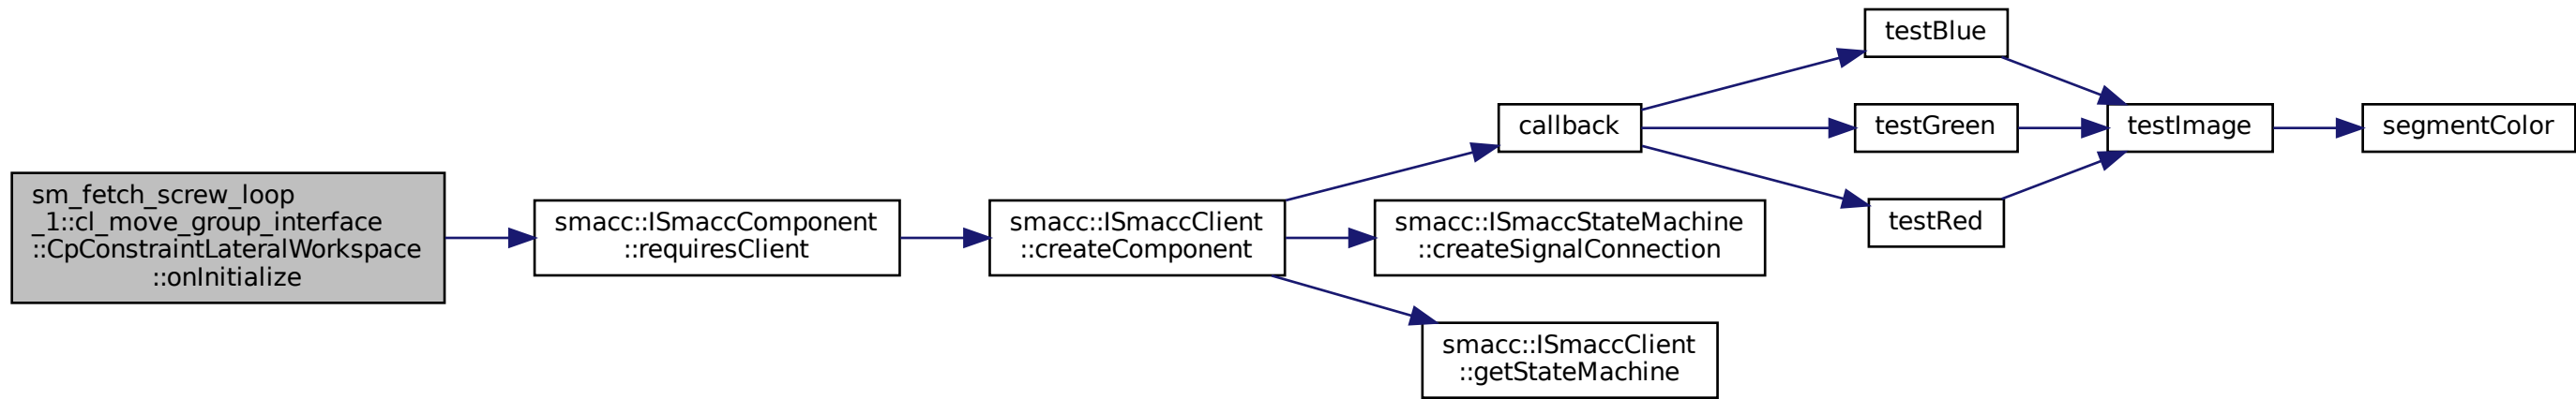 sm_fetch_screw_loop
_1::cl_move_group_interface
::CpConstraintLateralWorkspace
::onInitialize
smacc::ISmaccComponent
::requiresClient
smacc::ISmaccClient
::createComponent
callback
smacc::ISmaccStateMachine
::createSignalConnection
smacc::ISmaccClient
::getStateMachine
testBlue
testGreen
testRed
testImage
segmentColor